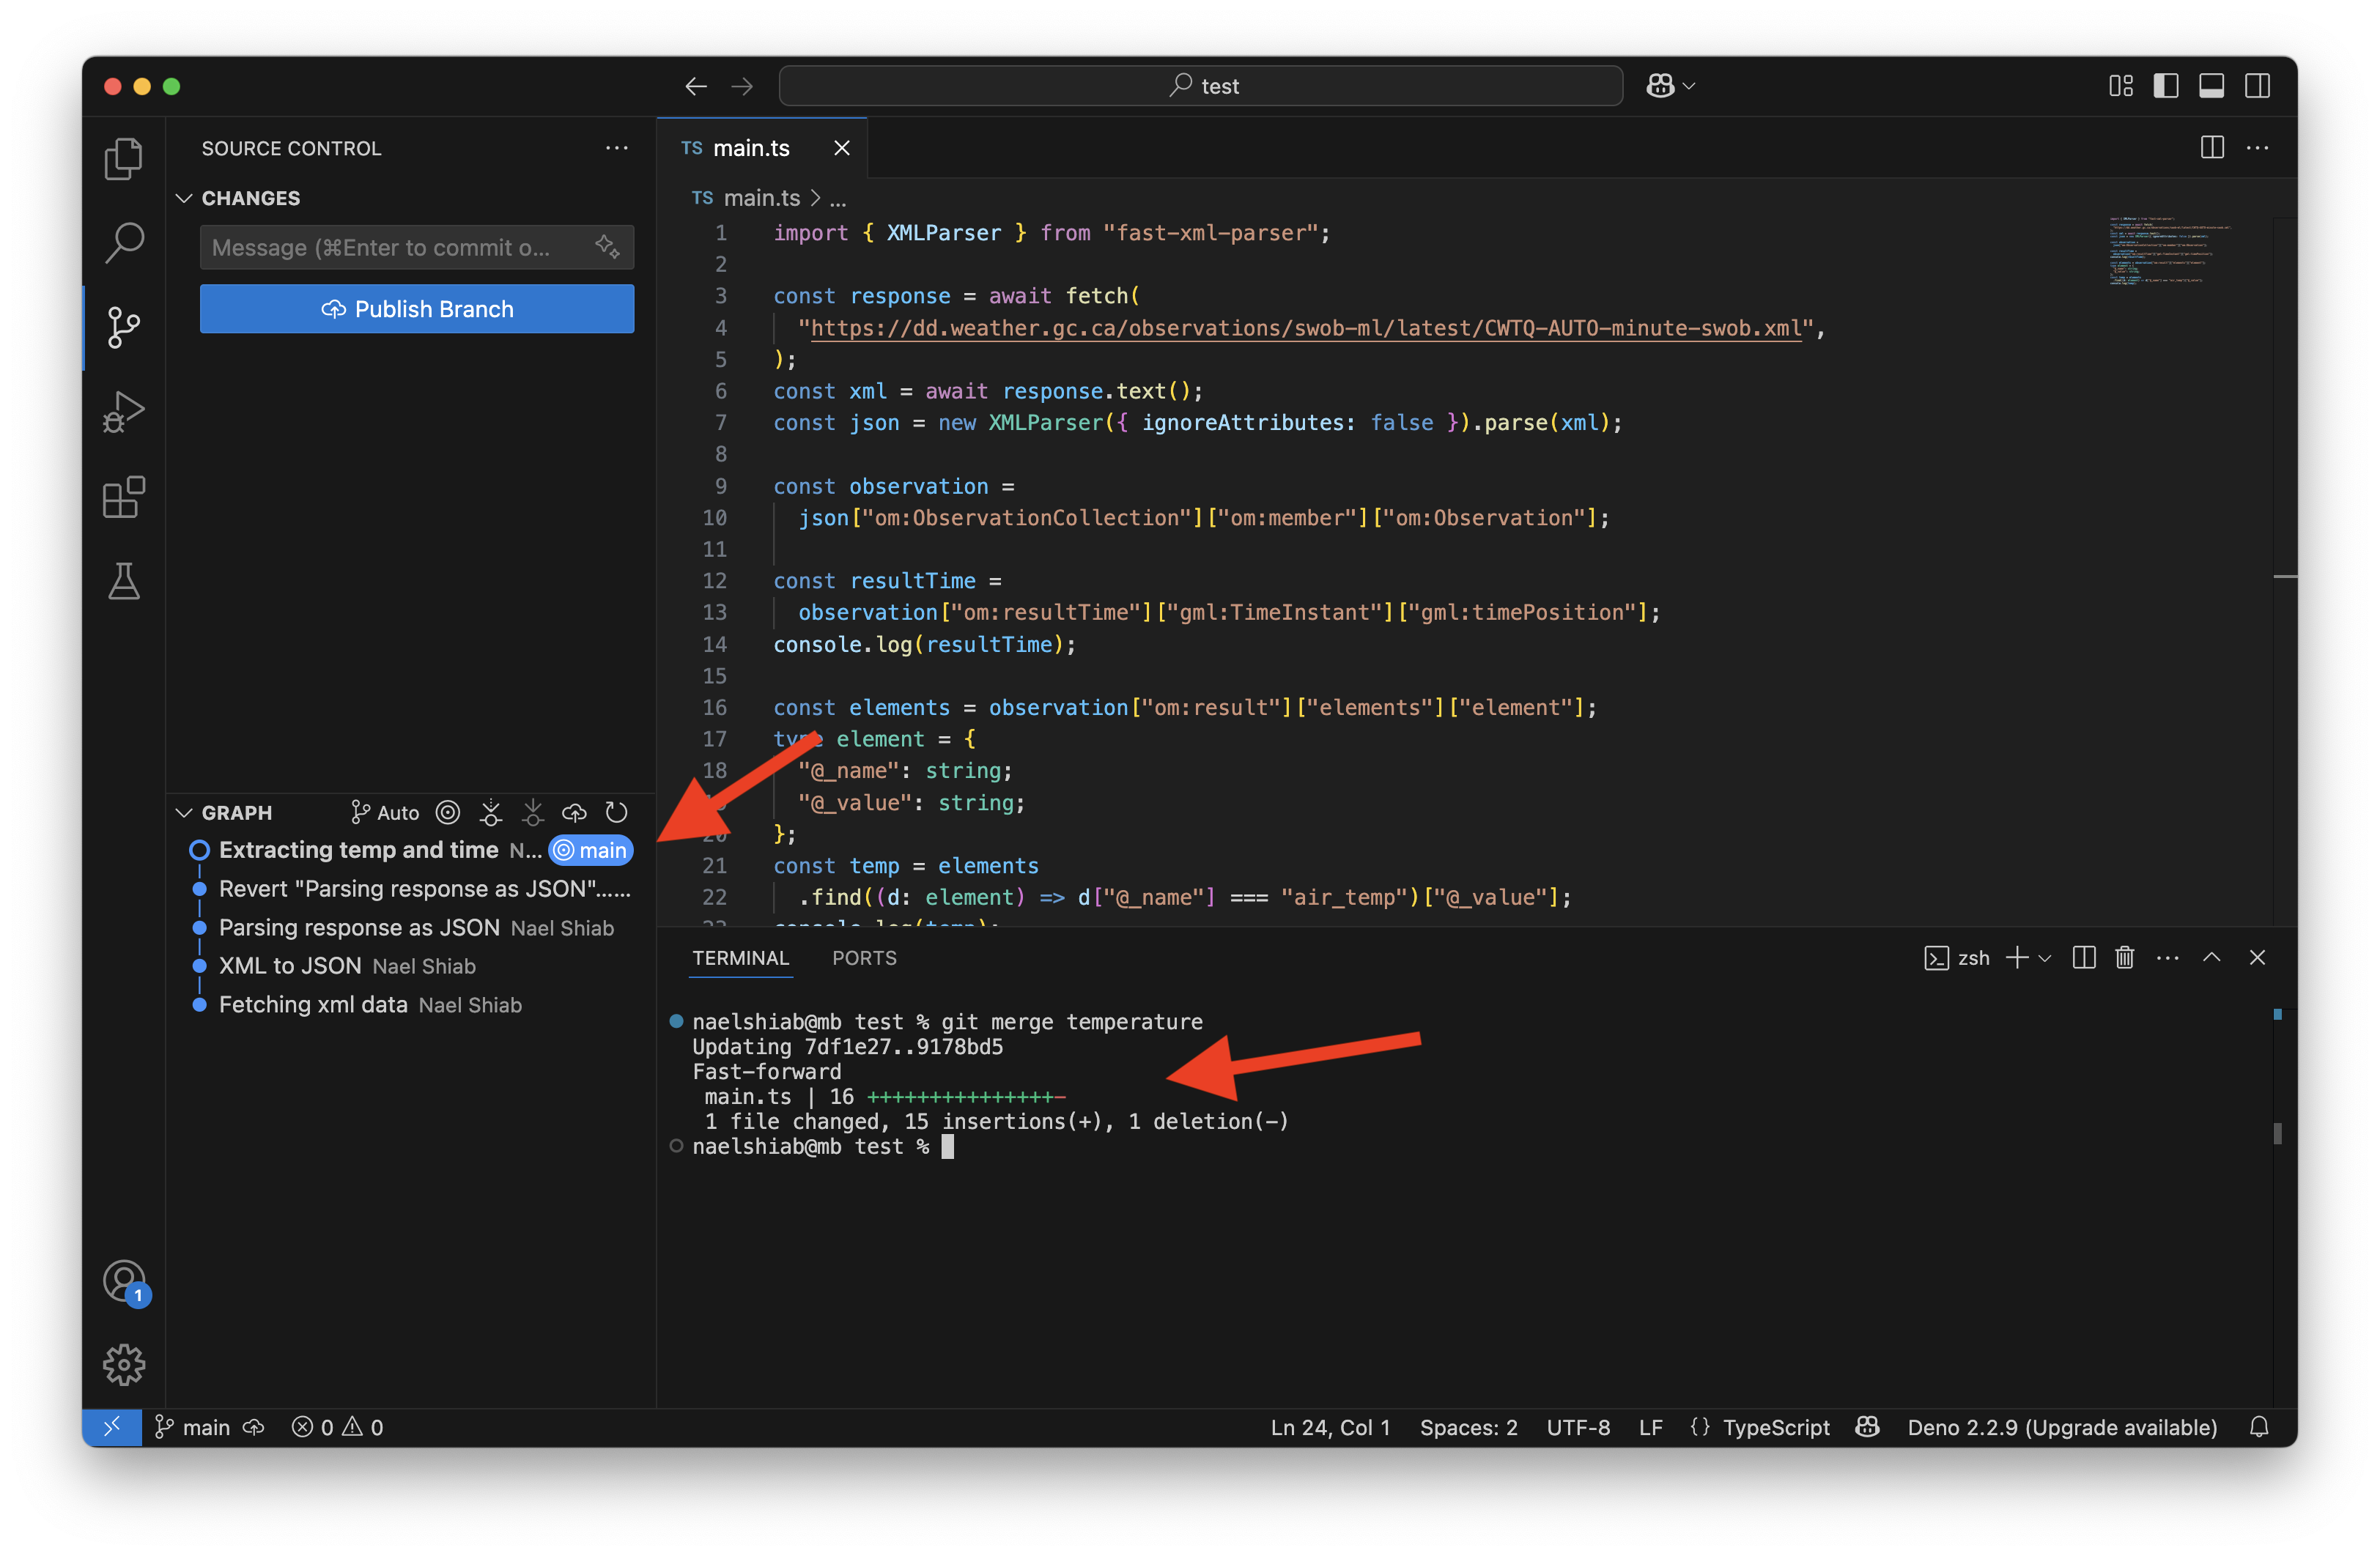 test
SOURCE CONTROL
CHANGES
Message (⌘Enter to commit o...
Publish Branch
GRAPH Auto
Extracting temp and time N... main
Revert "Parsing response as JSON"......
Parsing response as JSON Nael Shiab
XML to JSON Nael Shiab
Fetching xml data Nael Shiab
1
TS main.ts
TS main.ts > ...
1 import { XMLParser } from "fast-xml-parser";
2
3 const response = await fetch(
4 "https://dd.weather.gc.ca/observations/swob-ml/latest/CWTQ-AUTO-minute-swob.xml",
5 );
6 const xml = await response.text();
7 const json = new XMLParser({ ignoreAttributes: false }).parse(xml);
8
9 const observation =
10 json["om:ObservationCollection"]["om:member"]["om:Observation"];
11
12 const resultTime =
13 observation["om:resultTime"]["gml:TimeInstant"]["gml:timePosition"];
14 console.log(resultTime);
15
16 const elements = observation["om:result"]["elements"]["element"];
17 type element = {
18 "@_name": string;
"@_value": string;
20 };
21 const temp = elements
22 .find((d: element) => d["@_name"] === "air_temp")["@_value"];
23 console.log(temp);
TERMINAL PORTS
zsh
naelshiab@mb test % git merge temperature
Updating 7df1e27..9178bd5
Fast-forward
main.ts | 16 +++++++++++++++-
1 file changed, 15 insertions(+), 1 deletion(-)
naelshiab@mb test %
main 0 0
Ln 24, Col 1 Spaces: 2 UTF-8 LF {} TypeScript Deno 2.2.9 (Upgrade available)